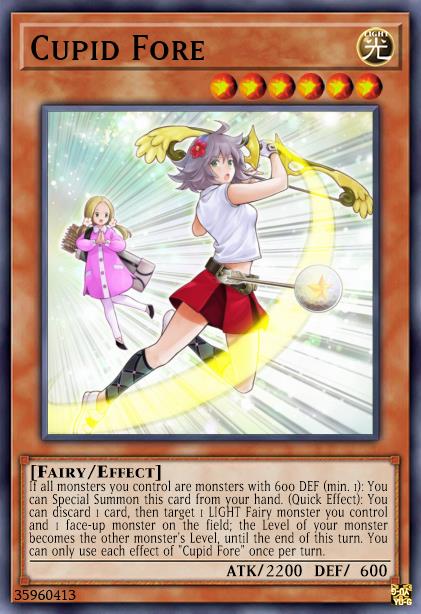 Cupid Fore
LIGHT
光
[Fairy/Effect]
If all monsters you control are monsters with 600 DEF (min. 1): You
can Special Summon this card from your hand. (Quick Effect): You
can discard 1 card, then target 1 LIGHT Fairy monster you control
and 1 face-up monster on the field; the Level of your monster
becomes the other monster's Level, until the end of this turn. You
can only use each effect of "Cupid Fore" once per turn.
ATK/2200 DEF/ 600
35960413